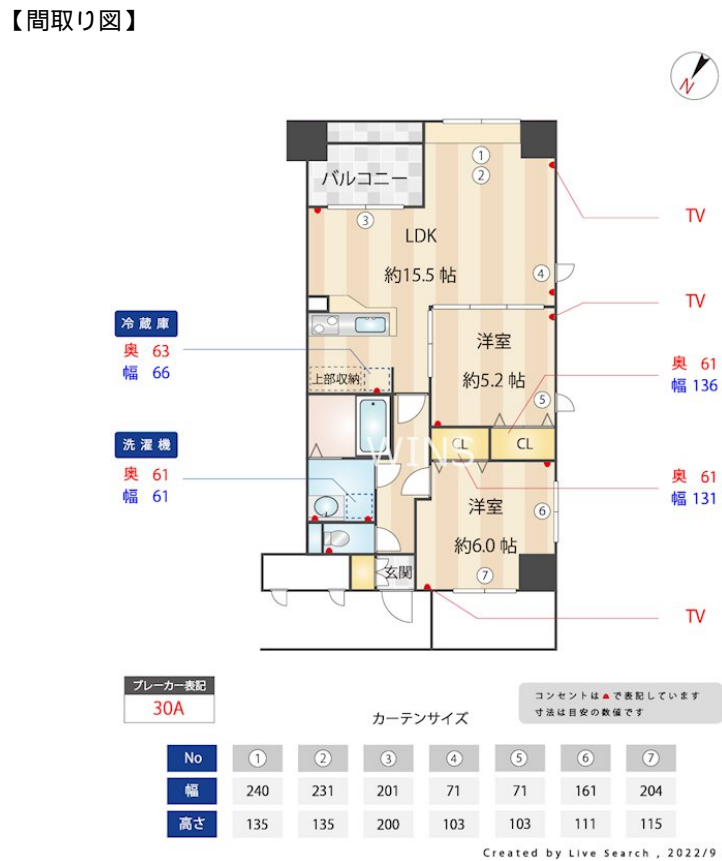 【間取り図】
N
バルコニー
①
②
③
TV
LDK
約15.5 帖
④
TV
冷蔵庫
奥 63
幅 66
上部収納
洋室
約5.2 帖
⑤
奥 61
幅 136
洗濯機
奥 61
幅 61
CL
CL
WINS
奥 61
幅 131
洋室
約6.0 帖
⑥
⑦
玄関
TV
ブレーカー表記
30A
コンセントは▲で表記しています
寸法は目安の数値です
カーテンサイズ
No ① ② ③ ④ ⑤ ⑥ ⑦
幅 240 231 201 71 71 161 204
高さ 135 135 200 103 103 111 115
Created by Live Search , 2022/9